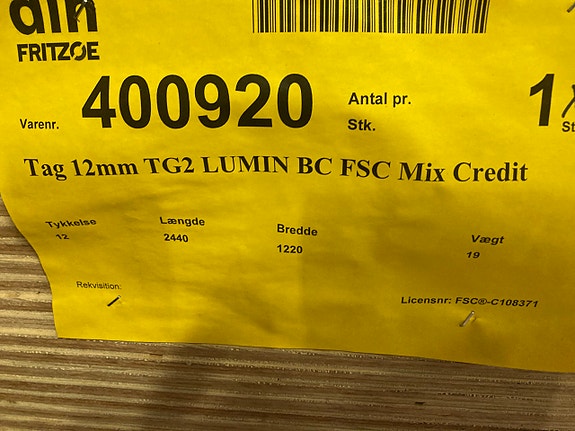 din
FRITZOE
Varenr. 400920 Antal pr. Stk.
Tag 12mm TG2 LUMIN BC FSC Mix Credit
Tykkelse Længde Bredde Vægt
12 2440 1220 19
Rekvisition:
Licensnr: FSC®-C108371